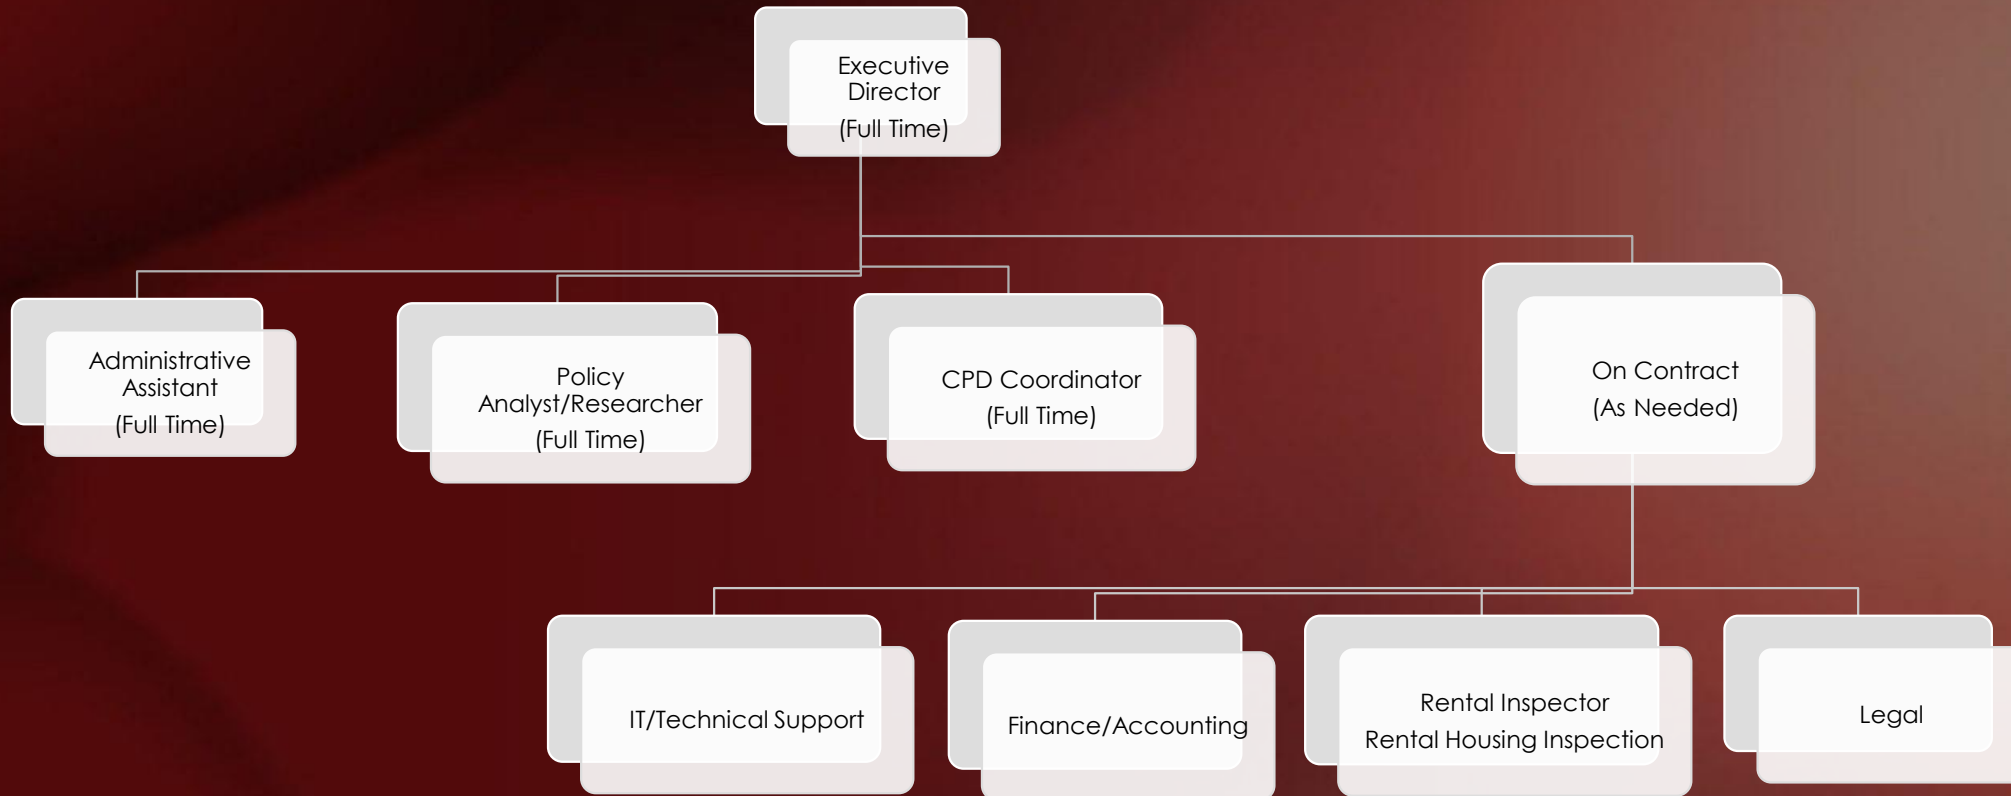 Executive
Director
(Full Time)
Administrative
Assistant
(Full Time)
Policy
Analyst/Researcher
(Full Time)
CPD Coordinator
(Full Time)
On Contract
(As Needed)
IT/Technical Support
Finance/Accounting
Rental Inspector
Rental Housing Inspection
Legal